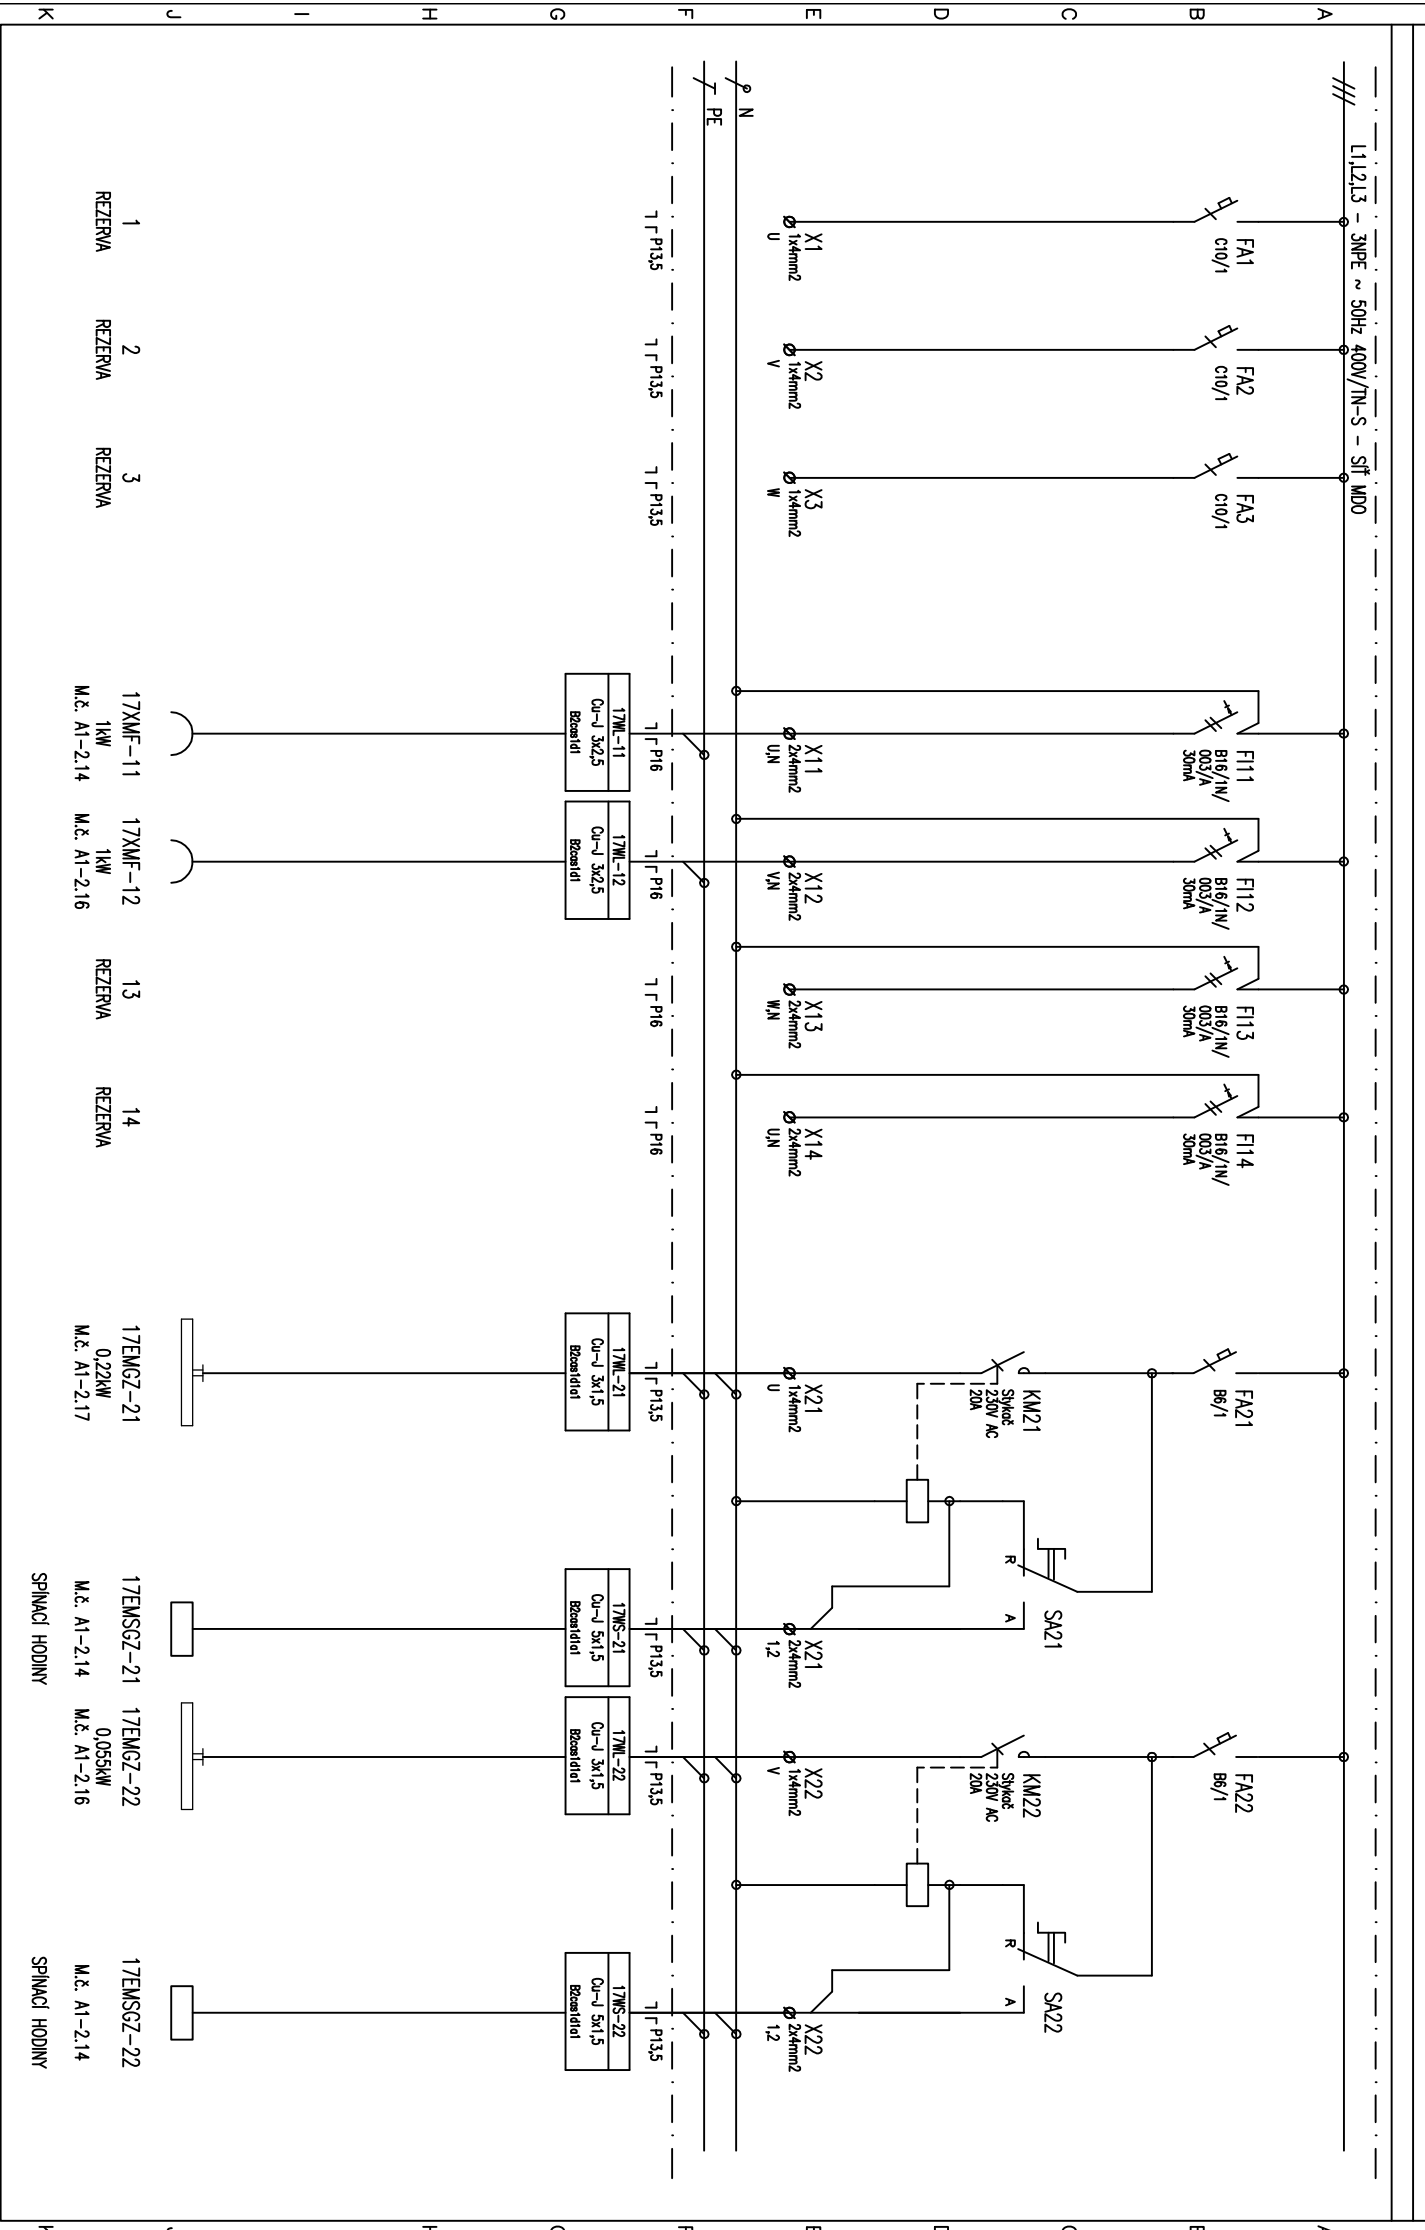 A
B
C
D
E
F
G
H
I
J
K
L1,L2,L3 - 3NPE ~ 50Hz 400V/TN-S - SÍŤ MDO
N
PE
FA1
C10/1
X1
1x4mm2
U
P13,5
1
REZERVA
FA2
C10/1
X2
1x4mm2
V
P13,5
2
REZERVA
FA3
C10/1
X3
1x4mm2
W
P13,5
3
REZERVA
FI11
B16/1N/
003/A
30mA
X11
2x4mm2
U,N
P16
17WL-11
Cu-J 3x2,5
B2cas1d1
17XMF-11
1kW
M.č. A1-2.14
FI12
B16/1N/
003/A
30mA
X12
2x4mm2
V,N
P16
17WL-12
Cu-J 3x2,5
B2cas1d1
17XMF-12
1kW
M.č. A1-2.16
FI13
B16/1N/
003/A
30mA
X13
2x4mm2
W,N
P16
13
REZERVA
FI14
B16/1N/
003/A
30mA
X14
2x4mm2
U,N
P16
14
REZERVA
FA21
B6/1
KM21
Stykač
230V AC
20A
X21
1x4mm2
U
P13,5
17WL-21
Cu-J 3x1,5
B2cas1d1a1
17EMGZ-21
0,22kW
M.č. A1-2.17
SA21
R
A
X21
2x4mm2
1,2
P13,5
17WS-21
Cu-J 5x1,5
B2cas1d1a1
17EMSGZ-21
M.č. A1-2.14
SPÍNACÍ HODINY
FA22
B6/1
KM22
Stykač
230V AC
20A
X22
1x4mm2
V
P13,5
17WL-22
Cu-J 3x1,5
B2cas1d1a1
17EMGZ-22
0,055kW
M.č. A1-2.16
SA22
R
A
X22
2x4mm2
1,2
P13,5
17WS-22
Cu-J 5x1,5
B2cas1d1a1
17EMSGZ-22
M.č. A1-2.14
SPÍNACÍ HODINY